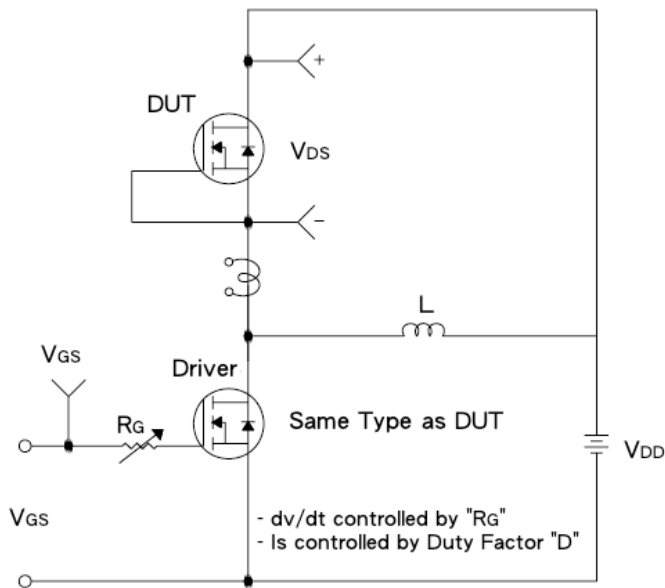 +
DUT
VDS
-
L
VGS
Driver
RG
Same Type as DUT
VDD
VGS
- dv/dt controlled by "RG"
- Is controlled by Duty Factor "D"